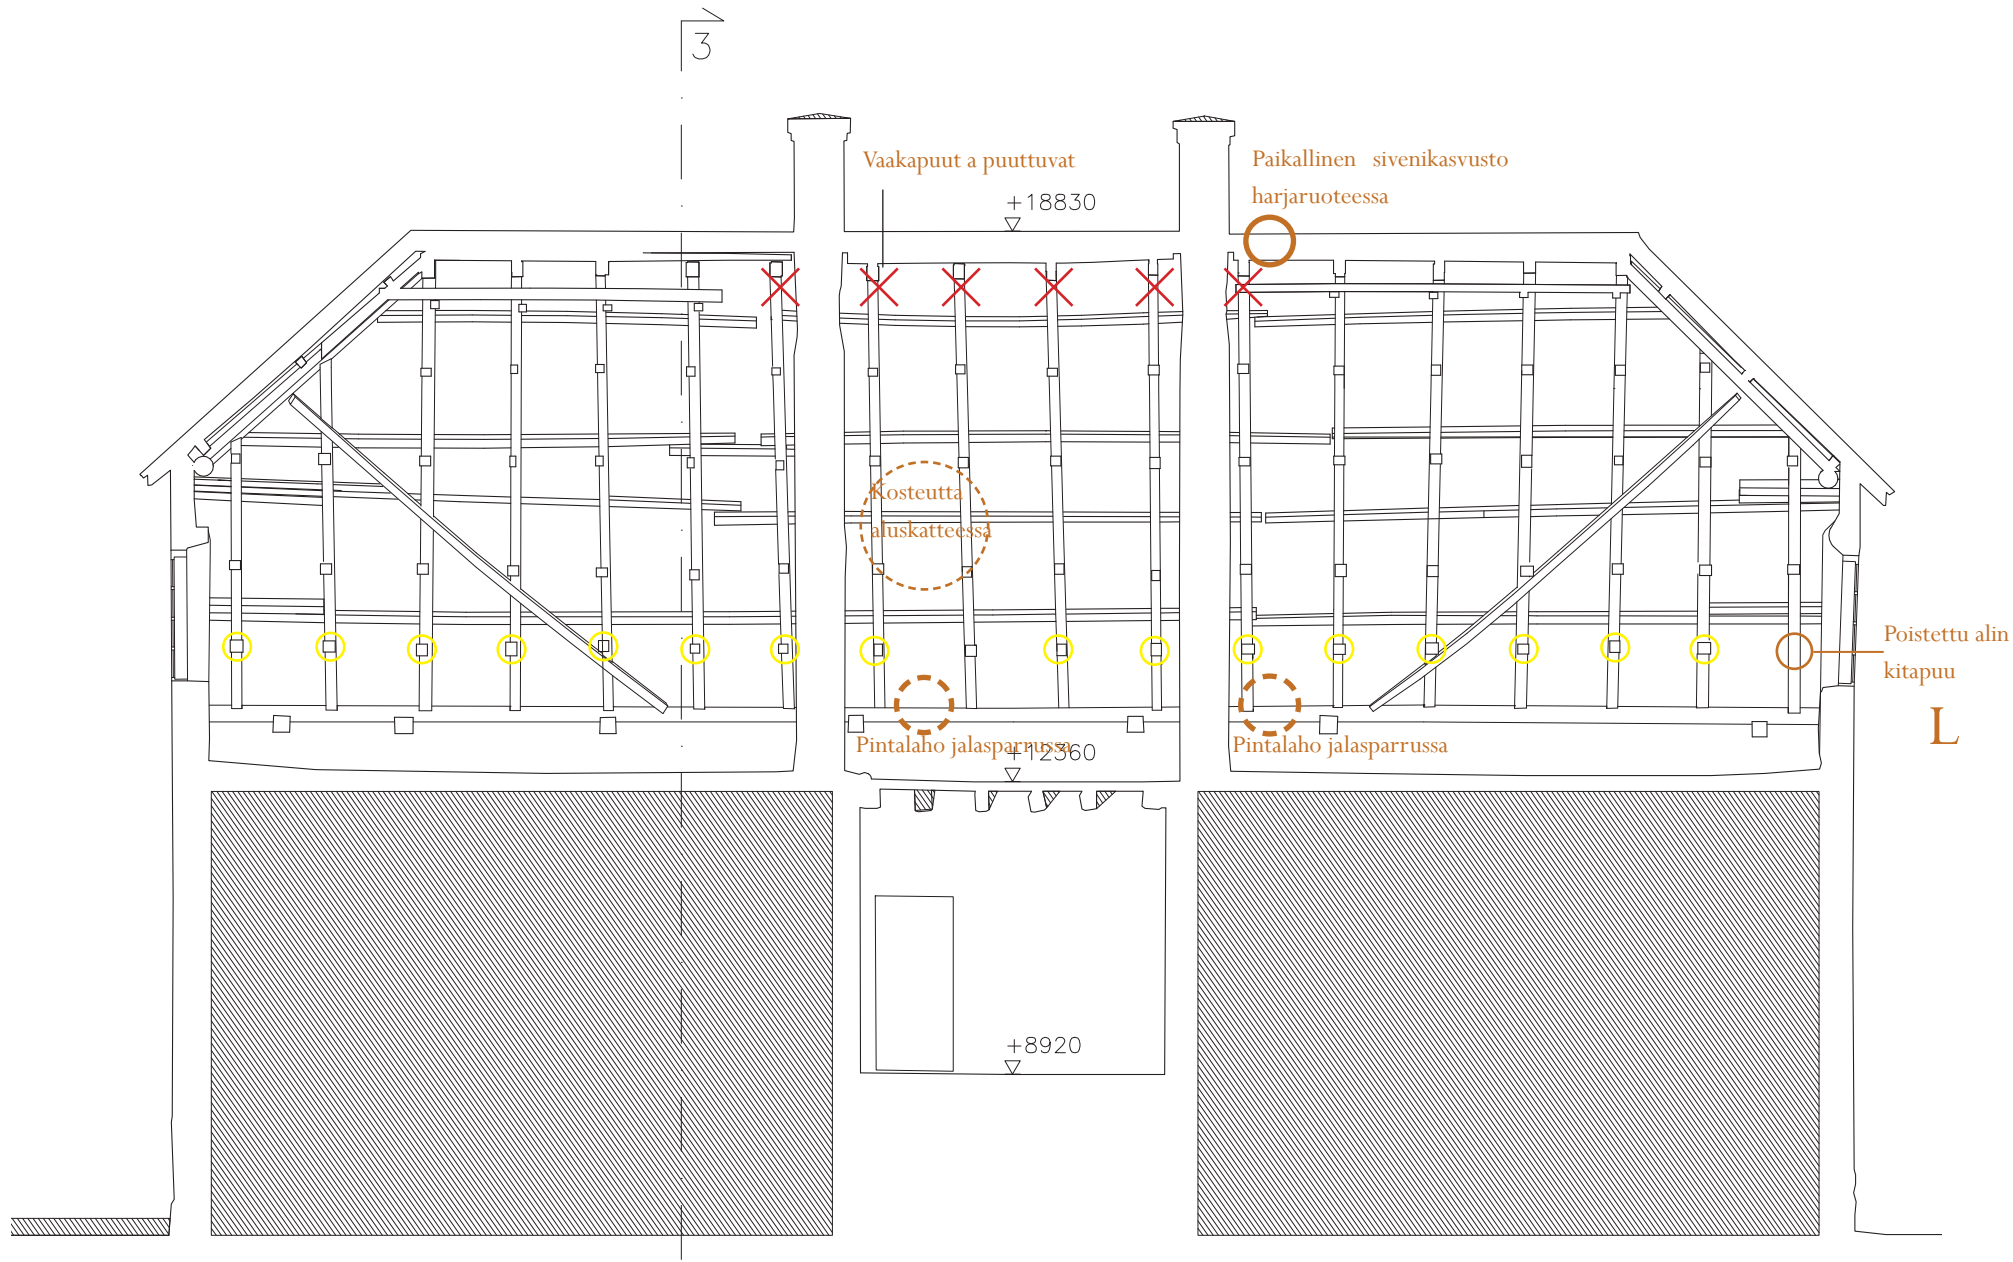 3
Vaakapuut a puuttuvat
Paikallinen sivenikasvusto
harjaruoteessa
+18830
Kosteutta
aluskatteessa
Poistettu alin
kitapuu
L
Pintalaho jalasparrussa
+12360
Pintalaho jalasparrussa
+8920